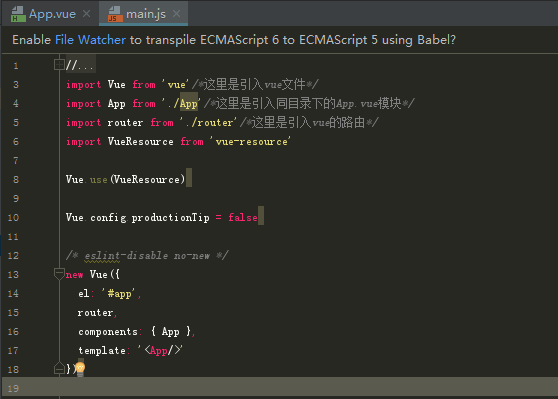 App.vue main.js
Enable File Watcher to transpile ECMAScript 6 to ECMAScript 5 using Babel?
1 //...
3 import Vue from 'vue'/*这里是引入vue文件*/
4 import App from './App'/*这里是引入同目录下的App.vue模块*/
5 import router from './router'/*这里是引入vue的路由*/
6 import VueResource from 'vue-resource'
7
8 Vue.use(VueResource)
9
10 Vue.config.productionTip = false
11
12 /* eslint-disable no-new */
13 new Vue({
14 el: '#app',
15 router,
16 components: { App },
17 template: '<App/>'
18 })
19